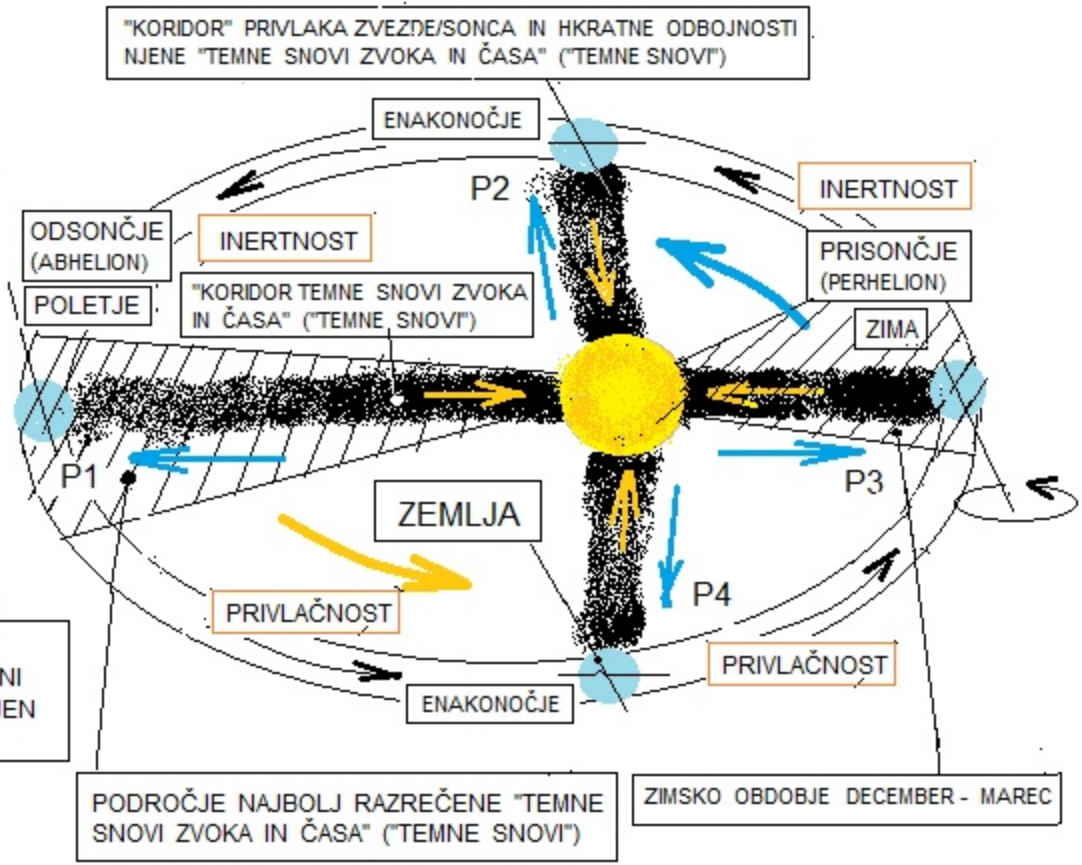 "KORIDOR" PRIVLAKA ZVEZDE/SONCA IN HKRATNE ODBOJNOSTI
NJENE "TEMNE SNOVI ZVOKA IN ČASA" ("TEMNE SNOVI")
ENAKONOČJE
P2
INERTNOST
ODSONČJE
(ABHELION)
INERTNOST
PRISONČJE
(PERHELION)
POLETJE
"KORIDOR TEMNE SNOVI ZVOKA
IN ČASA" ("TEMNE SNOVI")
ZIMA
P1
P3
ZEMLJA
P4
PRIVLAČNOST
PRIVLAČNOST
NI
JEN
ENAKONOČJE
PODROČJE NAJBOLJ RAZREČENE "TEMNE
SNOVI ZVOKA IN ČASA" ("TEMNE SNOVI")
ZIMSKO OBDOBJE DECEMBER - MAREC